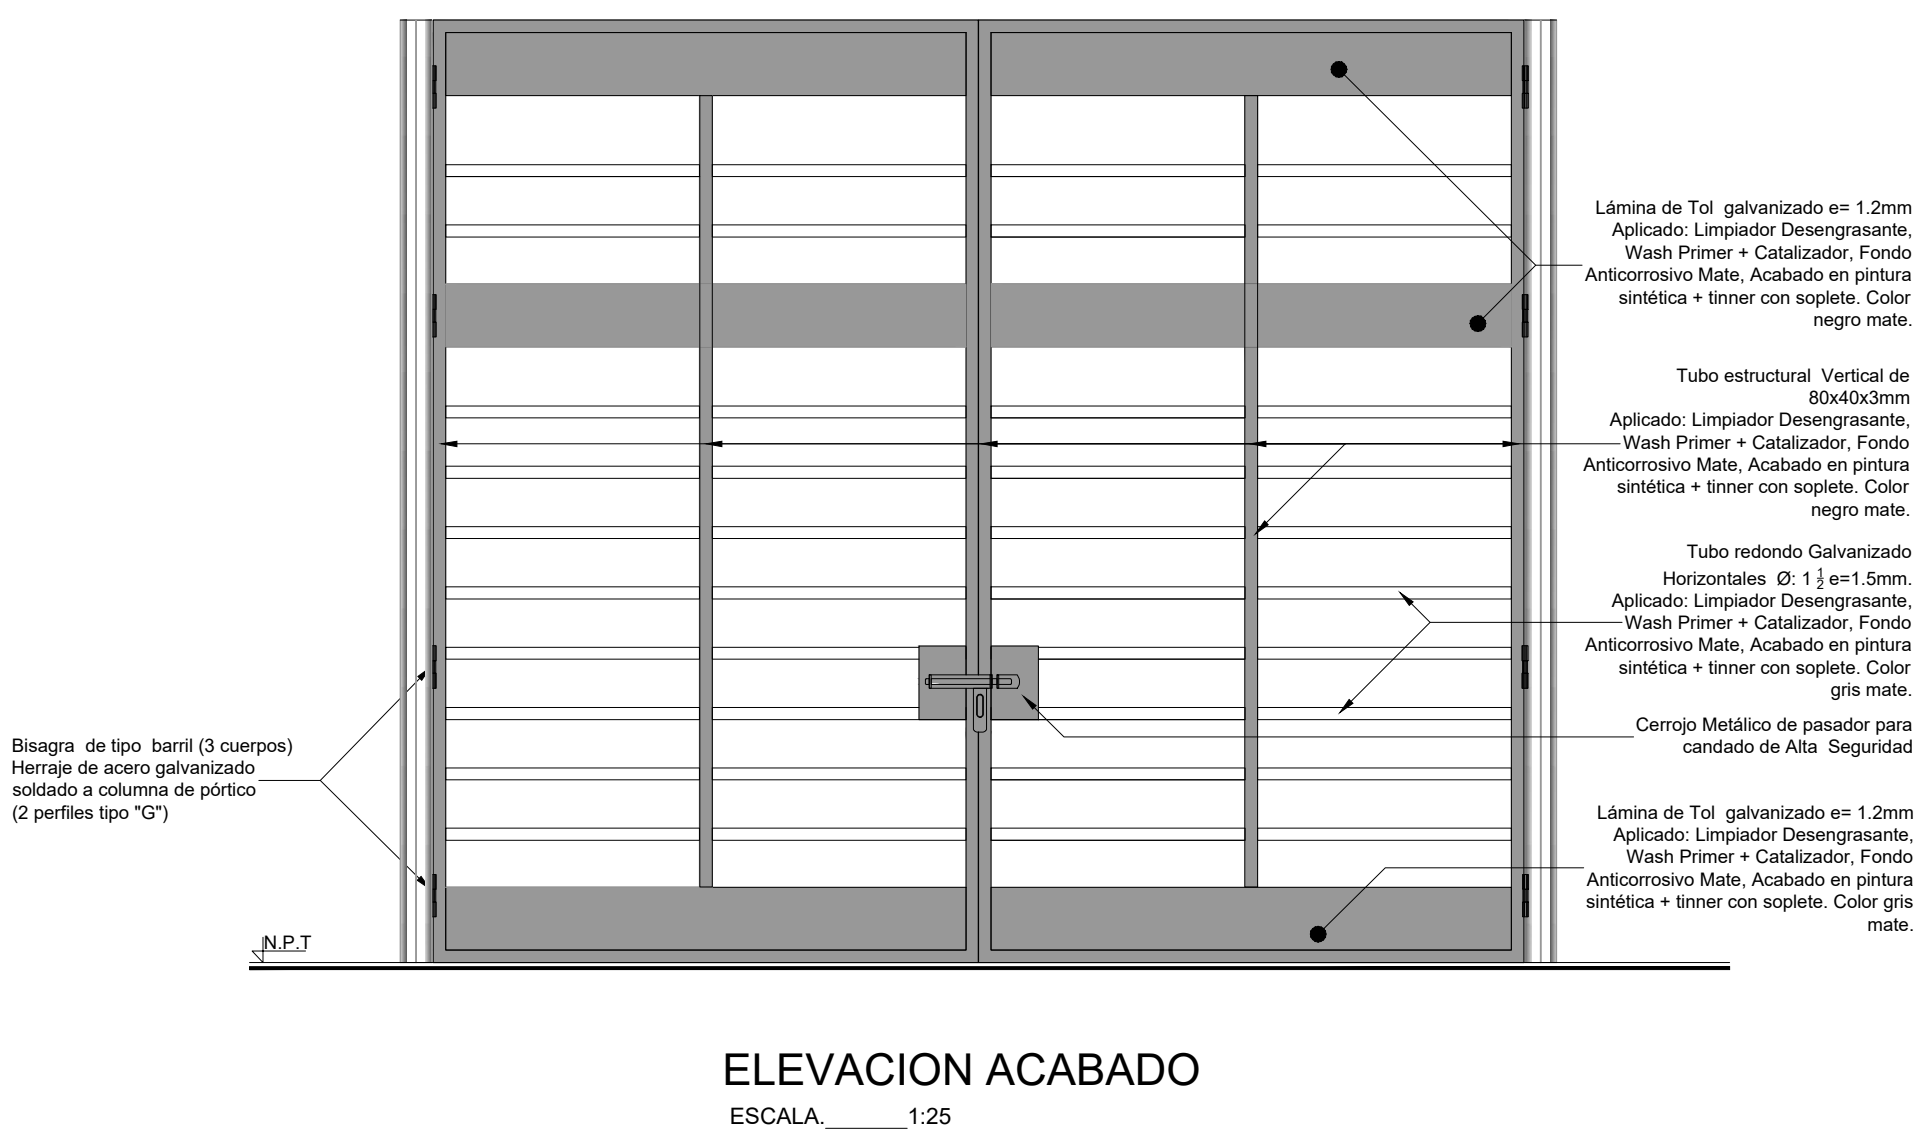 Lámina de Tol galvanizado e= 1.2mm
Aplicado: Limpiador Desengrasante,
Wash Primer + Catalizador, Fondo
Anticorrosivo Mate, Acabado en pintura
sintética + tinner con soplete. Color
negro mate.
Tubo estructural Vertical de
80x40x3mm
Aplicado: Limpiador Desengrasante,
Wash Primer + Catalizador, Fondo
Anticorrosivo Mate, Acabado en pintura
sintética + tinner con soplete. Color
negro mate.
Tubo redondo Galvanizado
Horizontales Ø: 1 1/2 e=1.5mm.
Aplicado: Limpiador Desengrasante,
Wash Primer + Catalizador, Fondo
Anticorrosivo Mate, Acabado en pintura
sintética + tinner con soplete. Color
gris mate.
Cerrojo Metálico de pasador para
candado de Alta Seguridad
Bisagra de tipo barril (3 cuerpos)
Herraje de acero galvanizado
soldado a columna de pórtico
(2 perfiles tipo "G")
Lámina de Tol galvanizado e= 1.2mm
Aplicado: Limpiador Desengrasante,
Wash Primer + Catalizador, Fondo
Anticorrosivo Mate, Acabado en pintura
sintética + tinner con soplete. Color gris
mate.
N.P.T
ELEVACION ACABADO
ESCALA._______1:25